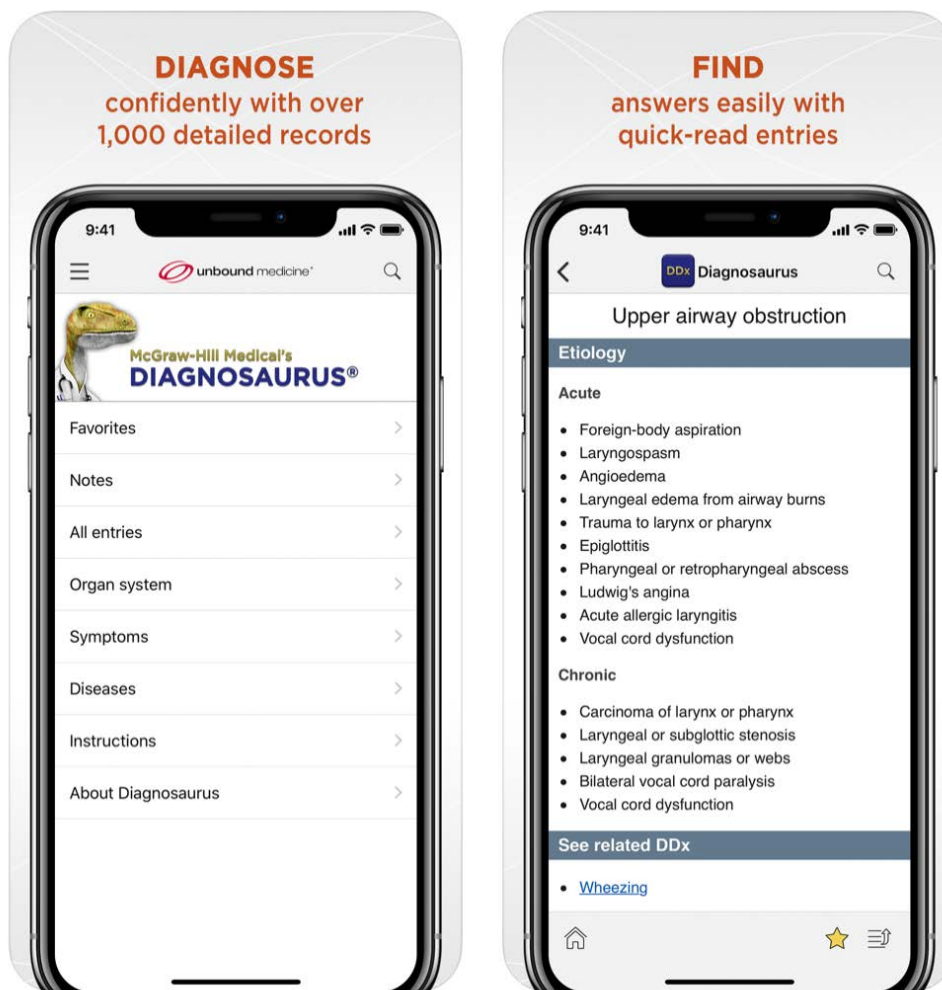 DIAGNOSE
confidently with over
1,000 detailed records
9:41
unbound medicine®
McGraw-Hill Medical's
DIAGNOSAURUS®
Favorites
Notes
All entries
Organ system
Symptoms
Diseases
Instructions
About Diagnosaurus
FIND
answers easily with
quick-read entries
9:41
DDx Diagnosaurus
Upper airway obstruction
Etiology
Acute
• Foreign-body aspiration
• Laryngospasm
• Angioedema
• Laryngeal edema from airway burns
• Trauma to larynx or pharynx
• Epiglottitis
• Pharyngeal or retropharyngeal abscess
• Ludwig's angina
• Acute allergic laryngitis
• Vocal cord dysfunction
Chronic
• Carcinoma of larynx or pharynx
• Laryngeal or subglottic stenosis
• Laryngeal granulomas or webs
• Bilateral vocal cord paralysis
• Vocal cord dysfunction
See related DDx
• Wheezing